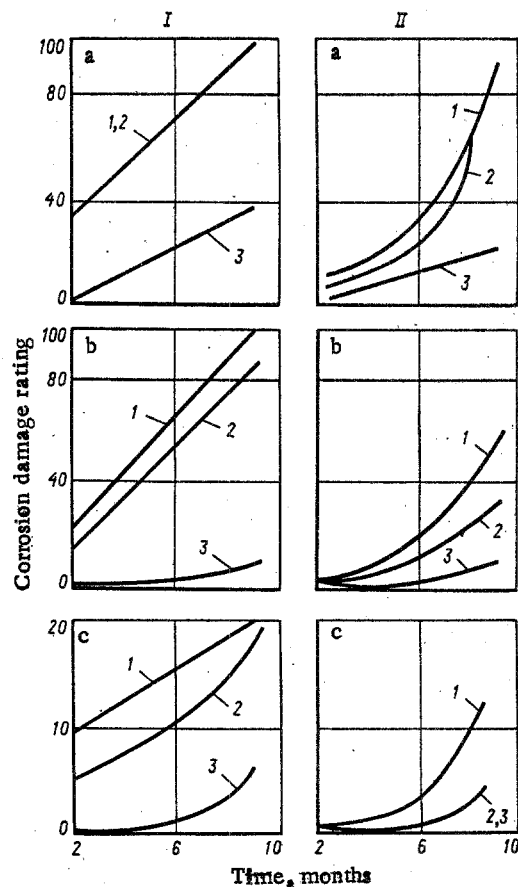 I II
100 a a
80
1,2 1
40 2
3 3
0
100 b b
80
1 2 1
40
3 2
0 3
Corrosion damage rating
20 c c
1 1
10 2
3
0 2,3
2 6 10 2 6 10
Time, months